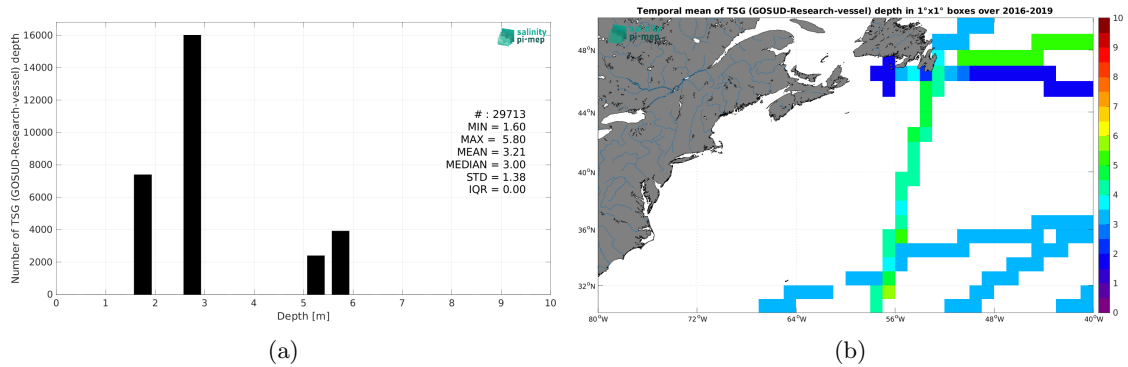 salinity
pi-mep
Number of TSG (GOSUD-Research-vessel) depth
16000
14000
12000
10000
8000
6000
4000
2000
0
# : 29713
MIN = 1.60
MAX = 5.80
MEAN = 3.21
MEDIAN = 3.00
STD = 1.38
IQR = 0.00
0 1 2 3 4 5 6 7 8 9 10
Depth [m]
(a)
Temporal mean of TSG (GOSUD-Research-vessel) depth in 1°x1° boxes over 2016-2019
salinity
pi-mep
48°N
44°N
40°N
36°N
32°N
80°W 72°W 64°W 56°W 48°W 40°W
10
9
8
7
6
5
4
3
2
1
0
(b)